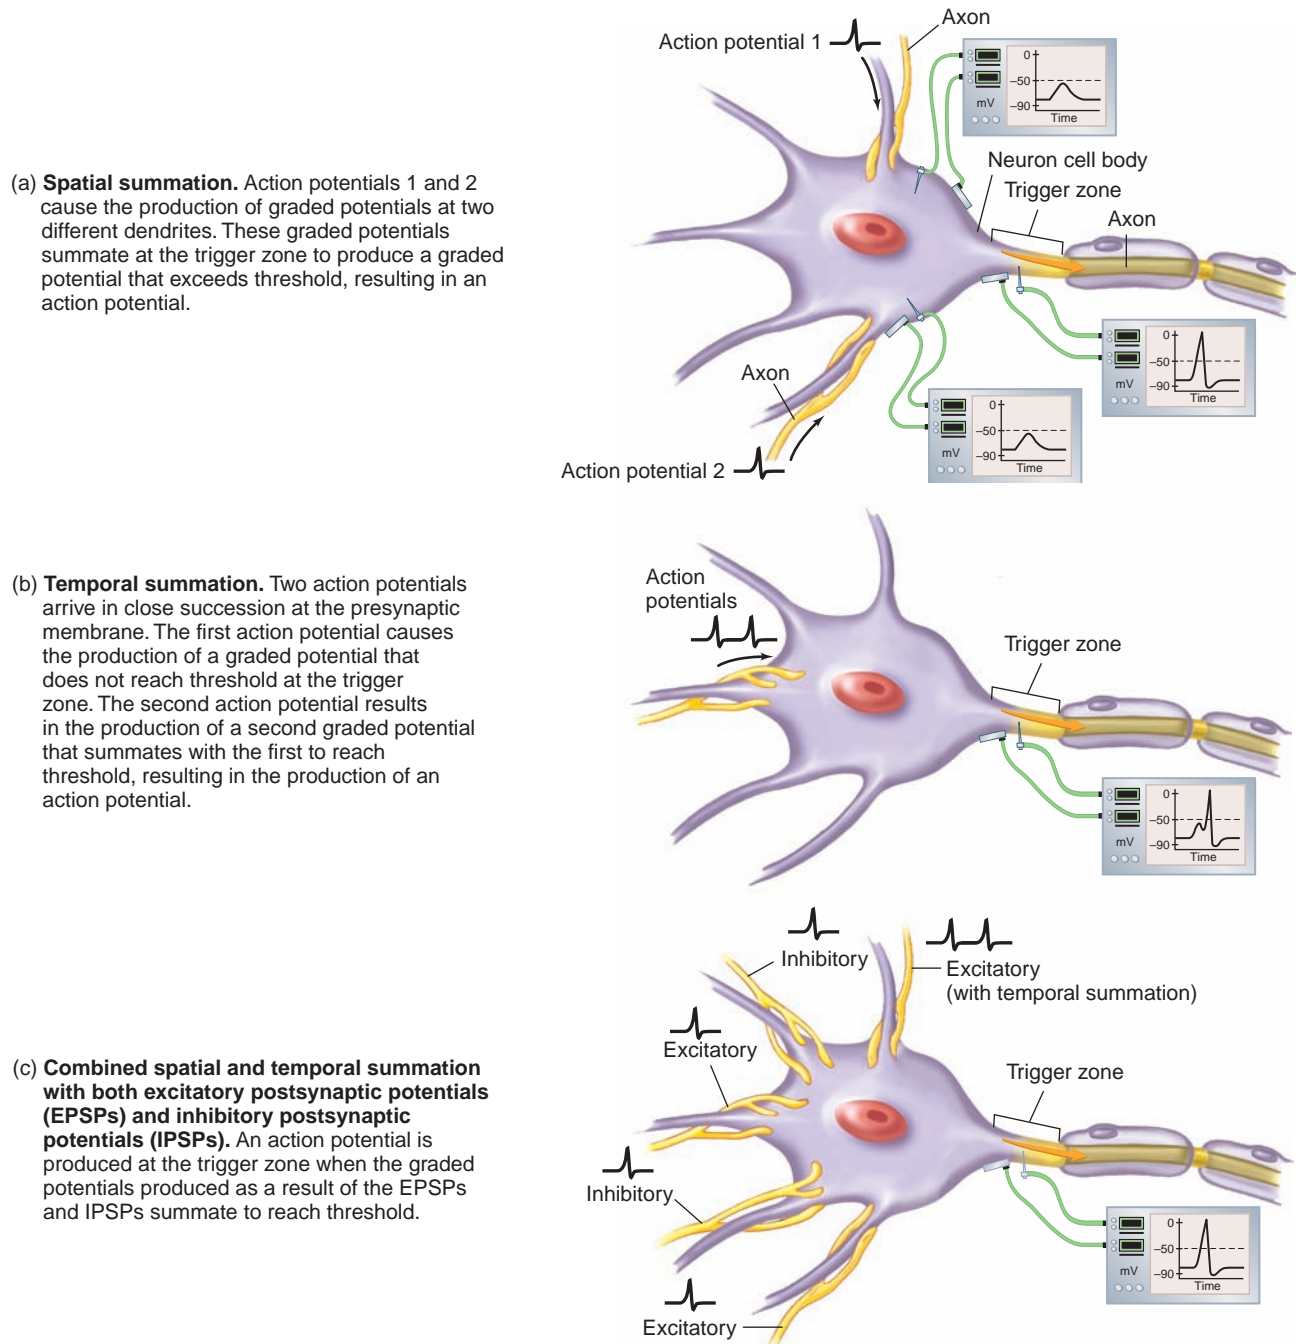 Axon
Action potential 1
0
–50
–90
mV
Time
Neuron cell body
Trigger zone
Axon
(a) Spatial summation. Action potentials 1 and 2
cause the production of graded potentials at two
different dendrites. These graded potentials
summate at the trigger zone to produce a graded
potential that exceeds threshold, resulting in an
action potential.
0
–50
–90
mV
Time
Axon
0
–50
–90
mV
Time
Action potential 2
(b) Temporal summation. Two action potentials
arrive in close succession at the presynaptic
membrane. The first action potential causes
the production of a graded potential that
does not reach threshold at the trigger
zone. The second action potential results
in the production of a second graded potential
that summates with the first to reach
threshold, resulting in the production of an
action potential.
Action
potentials
Trigger zone
0
–50
–90
mV
Time
Inhibitory
Excitatory
(with temporal summation)
Excitatory
(c) Combined spatial and temporal summation
with both excitatory postsynaptic potentials
(EPSPs) and inhibitory postsynaptic
potentials (IPSPs). An action potential is
produced at the trigger zone when the graded
potentials produced as a result of the EPSPs
and IPSPs summate to reach threshold.
Trigger zone
Inhibitory
0
–50
–90
mV
Time
Excitatory